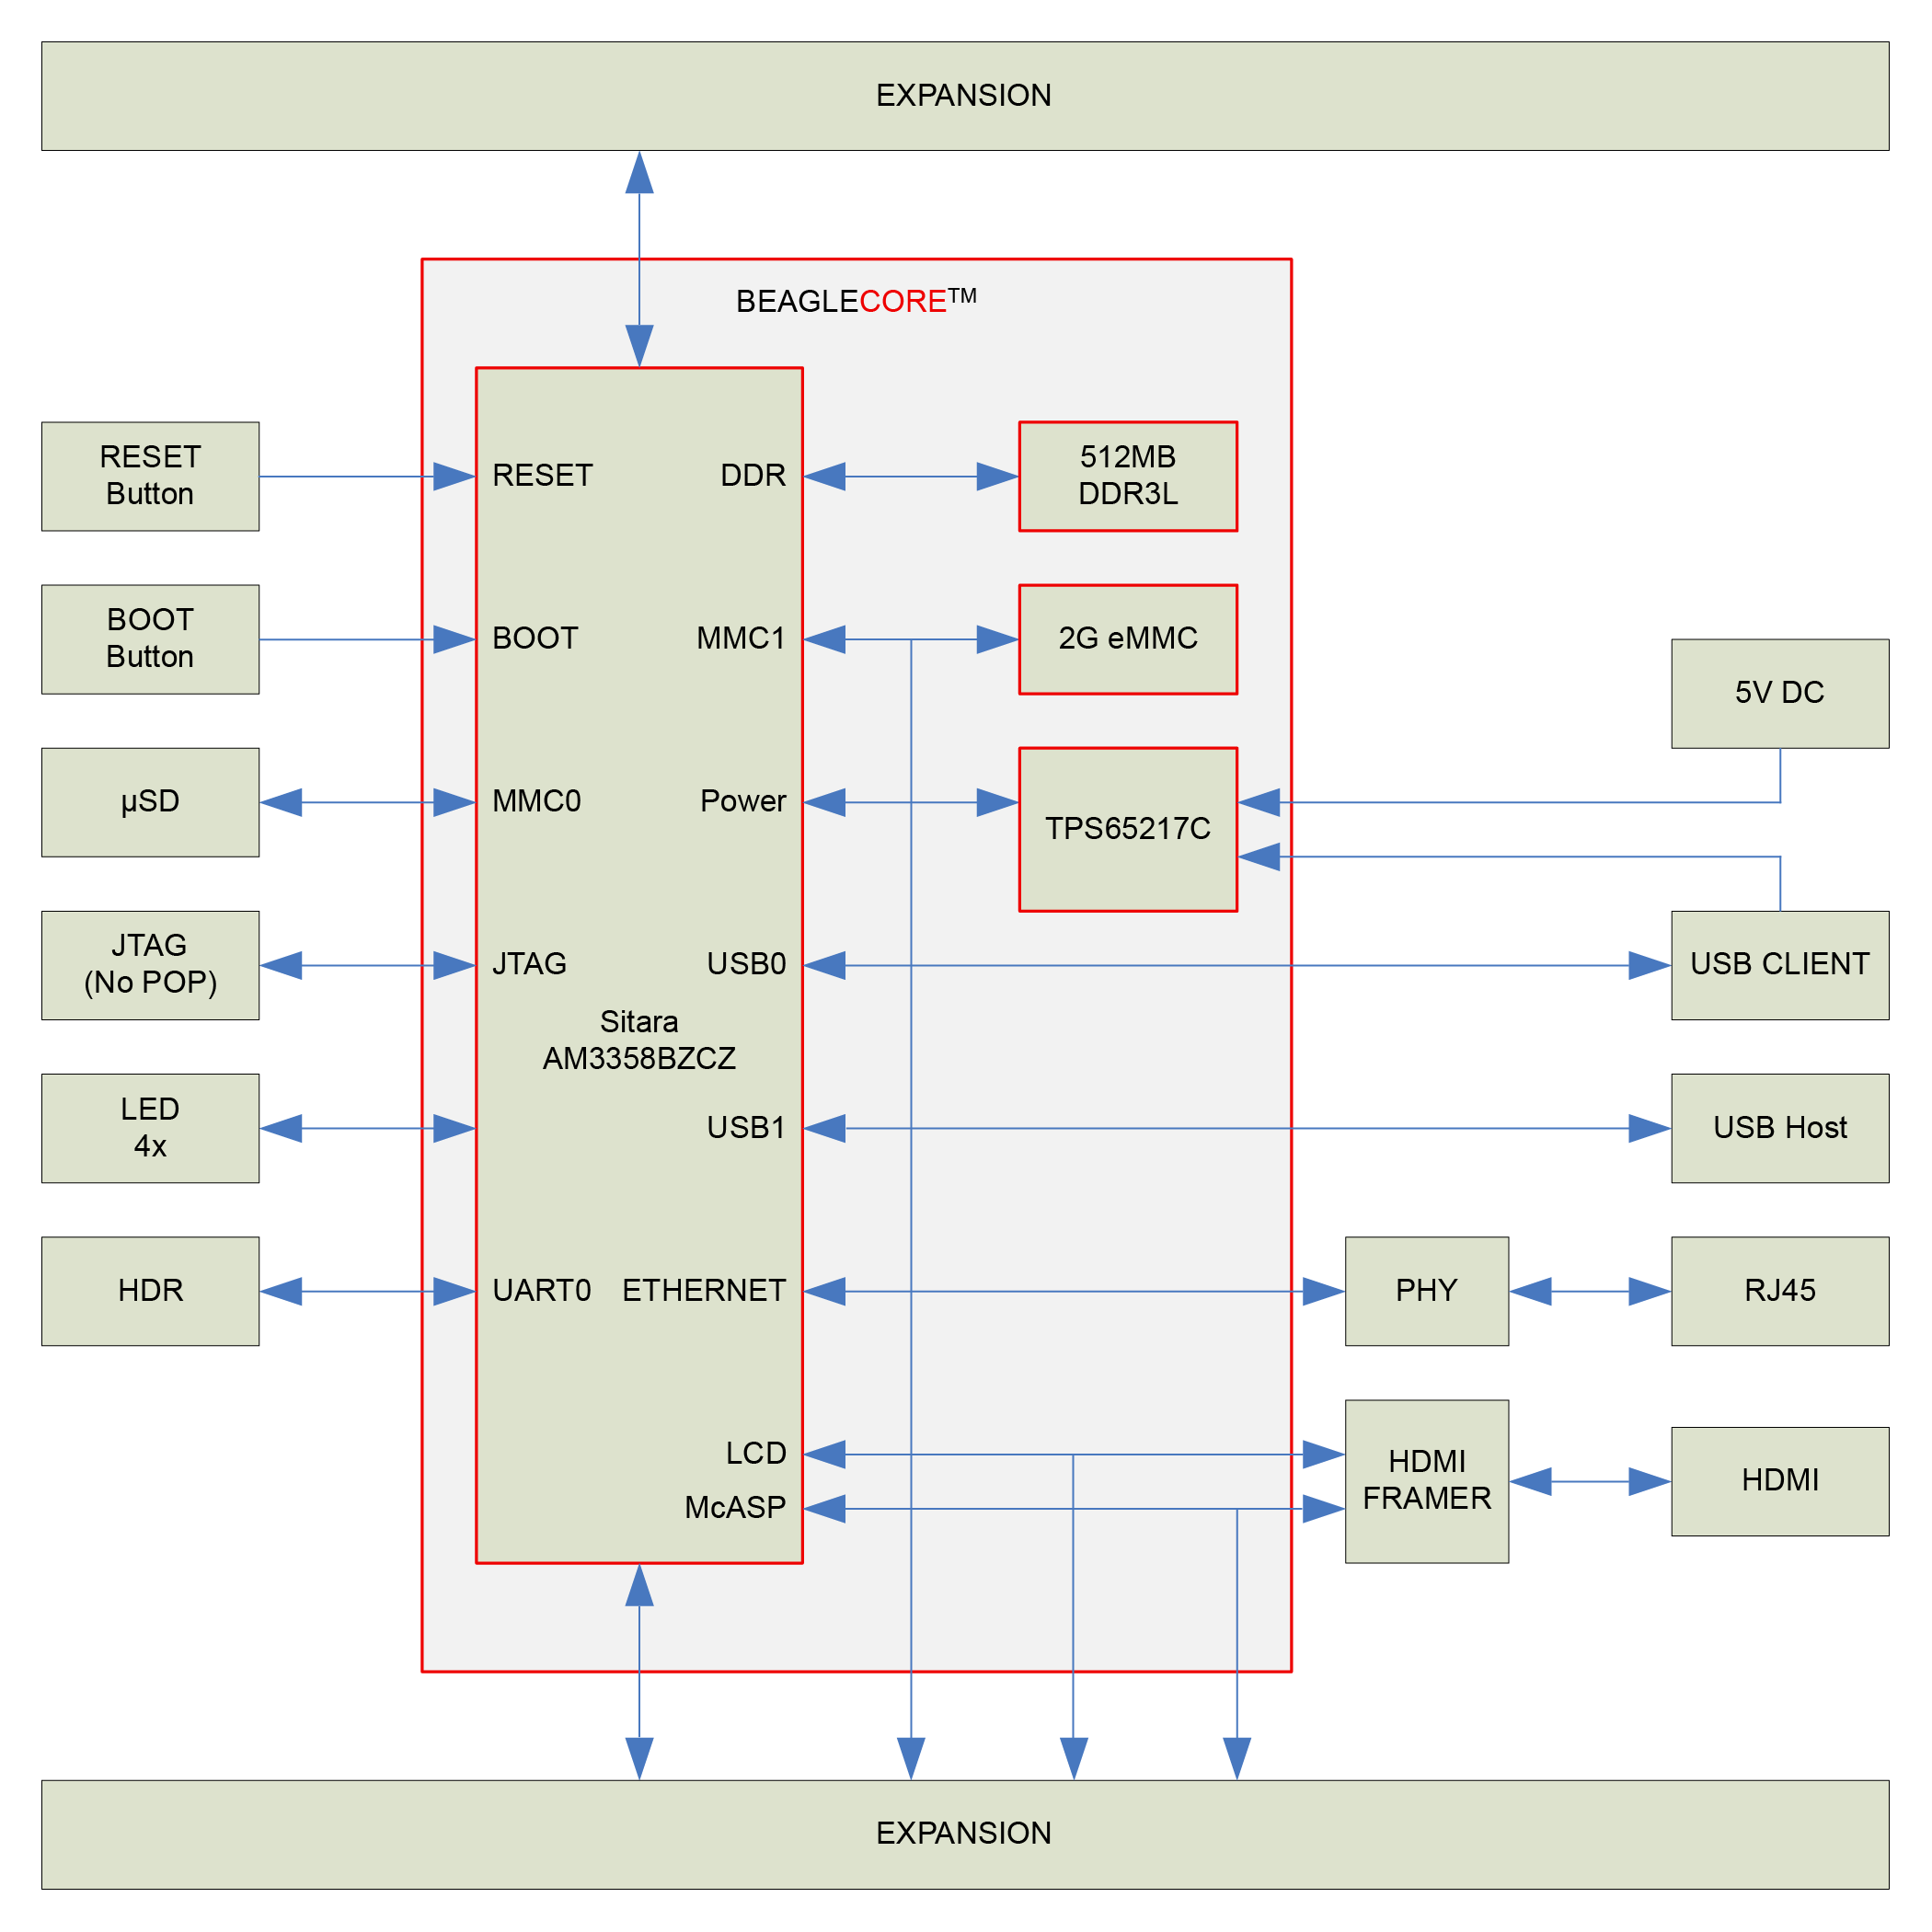 EXPANSION
BEAGLECORE™
RESET
Button
RESET
DDR
512MB
DDR3L
BOOT
Button
BOOT
MMC1
2G eMMC
5V DC
µSD
MMC0
Power
TPS65217C
JTAG
(No POP)
JTAG
USB0
USB CLIENT
Sitara
AM3358BZCZ
LED
4x
USB1
USB Host
HDR
UART0
ETHERNET
PHY
RJ45
LCD
McASP
HDMI
FRAMER
HDMI
EXPANSION